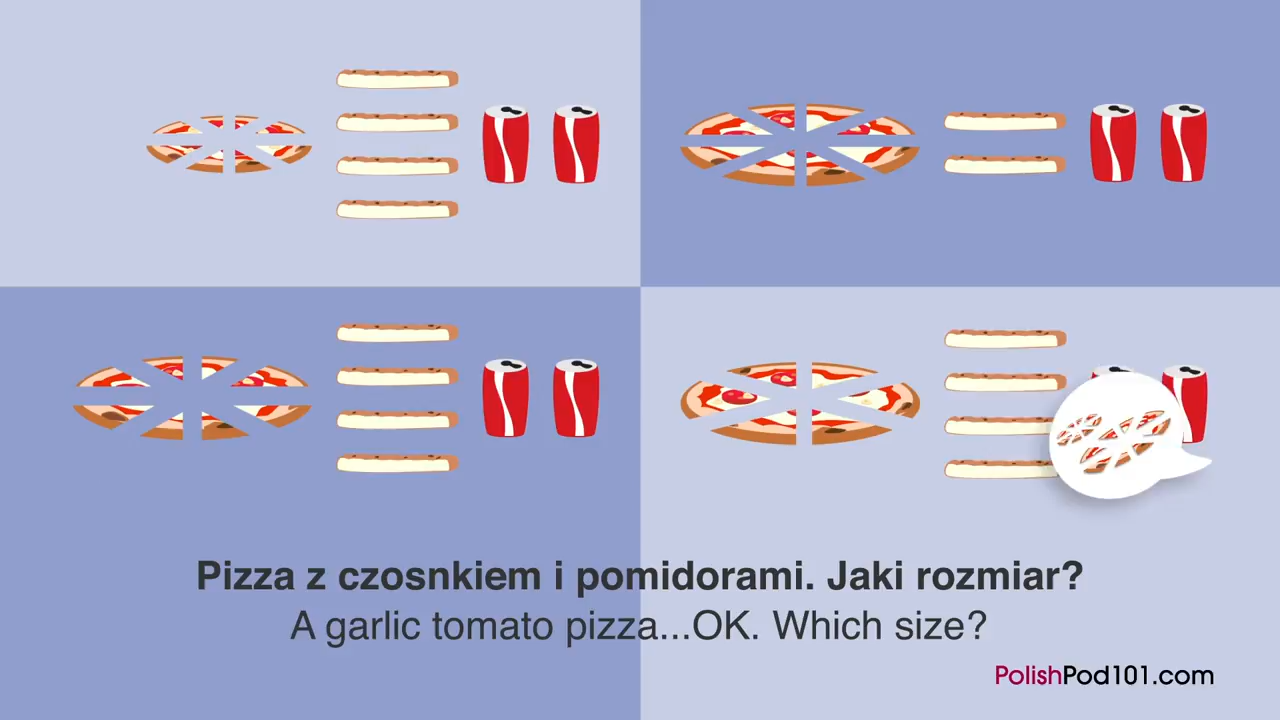 Pizza z czosnkiem i pomidorami. Jaki rozmiar?
A garlic tomato pizza...OK. Which size?
PolishPod101.com